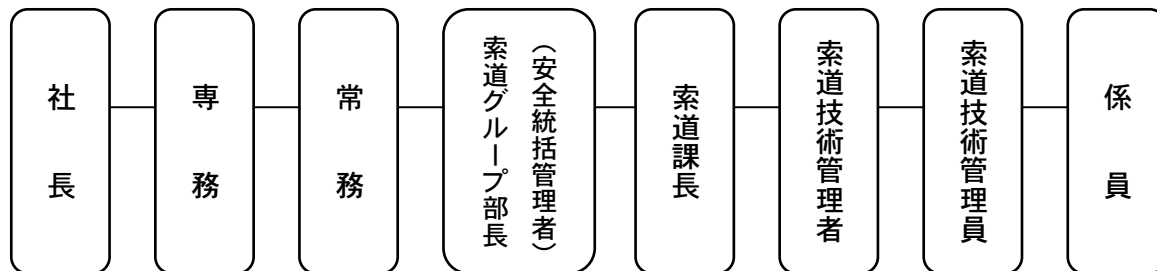 社長
専務
常務
（安全統括管理者）
索道グループ部長
索道課長
索道技術管理者
索道技術管理員
係員